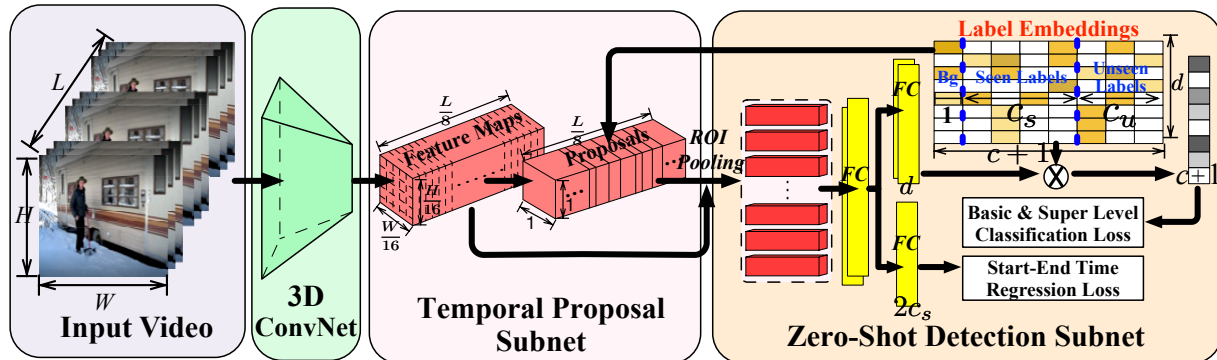 L
H
W
Input Video
3D
ConvNet
L/8
Feature Maps
H/16
W/16
L/8
Proposals
1
1
ROI
Pooling
Temporal Proposal
Subnet
FC
FC
d
FC
2c_s
Label Embeddings
Bg
Seen Labels
Unseen
Labels
1
c_s
c_u
d
c + 1
c + 1
Basic & Super Level
Classification Loss
Start-End Time
Regression Loss
Zero-Shot Detection Subnet